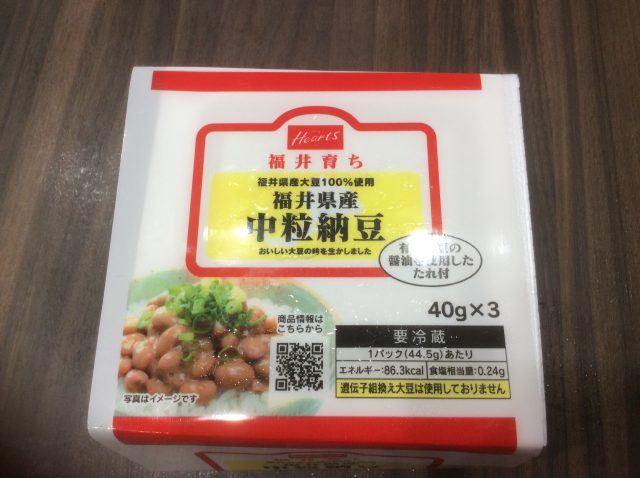 Hearts
福井育ち
福井県産大豆100%使用
福井県産
中粒納豆
おいしい大豆の味を生かしました
醤油を使用した
たれ付
40g×3
商品情報は
こちらから
要冷蔵
1パック(44.5g)あたり
エネルギー:86.3kcal 食塩相当量:0.24g
遺伝子組換え大豆は使用しておりません
写真はイメージです